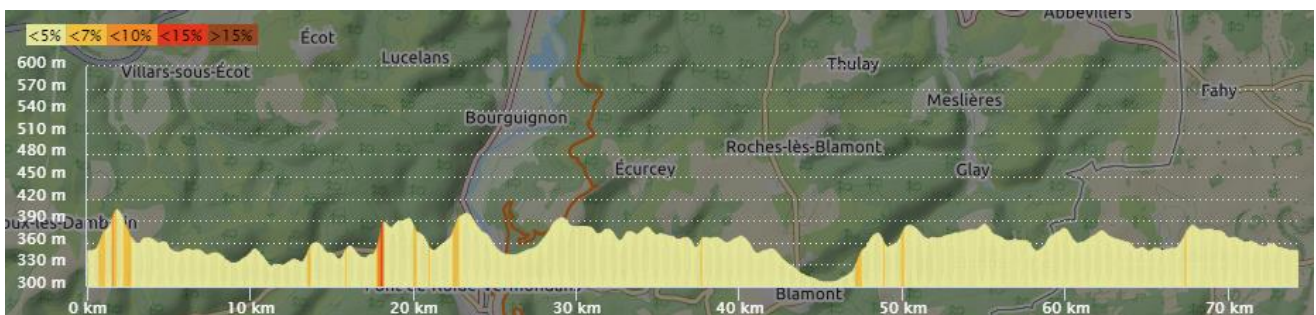 <5% <7% <10% <15% >15%
Écot
Lucelans
Abbévillers
600 m
Villars-sous-Écot
Thulay
570 m
Meslières
Fahy
540 m
Bourguignon
510 m
480 m
Roches-lès-Blamont
450 m
Écurcey
Glay
420 m
390 m
360 m
330 m
300 m
Blamont
0 km 10 km 20 km 30 km 40 km 50 km 60 km 70 km